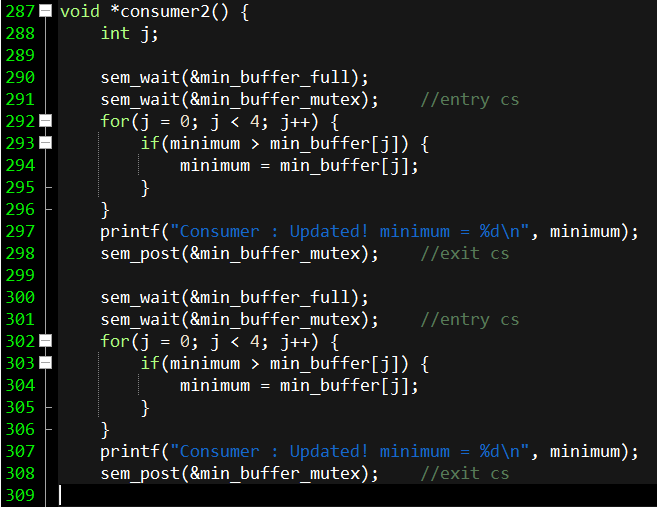 287 void *consumer2() {
288     int j;
289
290     sem_wait(&min_buffer_full);
291     sem_wait(&min_buffer_mutex);    //entry cs
292     for(j = 0; j < 4; j++) {
293         if(minimum > min_buffer[j]) {
294             minimum = min_buffer[j];
295         }
296     }
297     printf("Consumer : Updated! minimum = %d\n", minimum);
298     sem_post(&min_buffer_mutex);    //exit cs
299
300     sem_wait(&min_buffer_full);
301     sem_wait(&min_buffer_mutex);    //entry cs
302     for(j = 0; j < 4; j++) {
303         if(minimum > min_buffer[j]) {
304             minimum = min_buffer[j];
305         }
306     }
307     printf("Consumer : Updated! minimum = %d\n", minimum);
308     sem_post(&min_buffer_mutex);    //exit cs
309